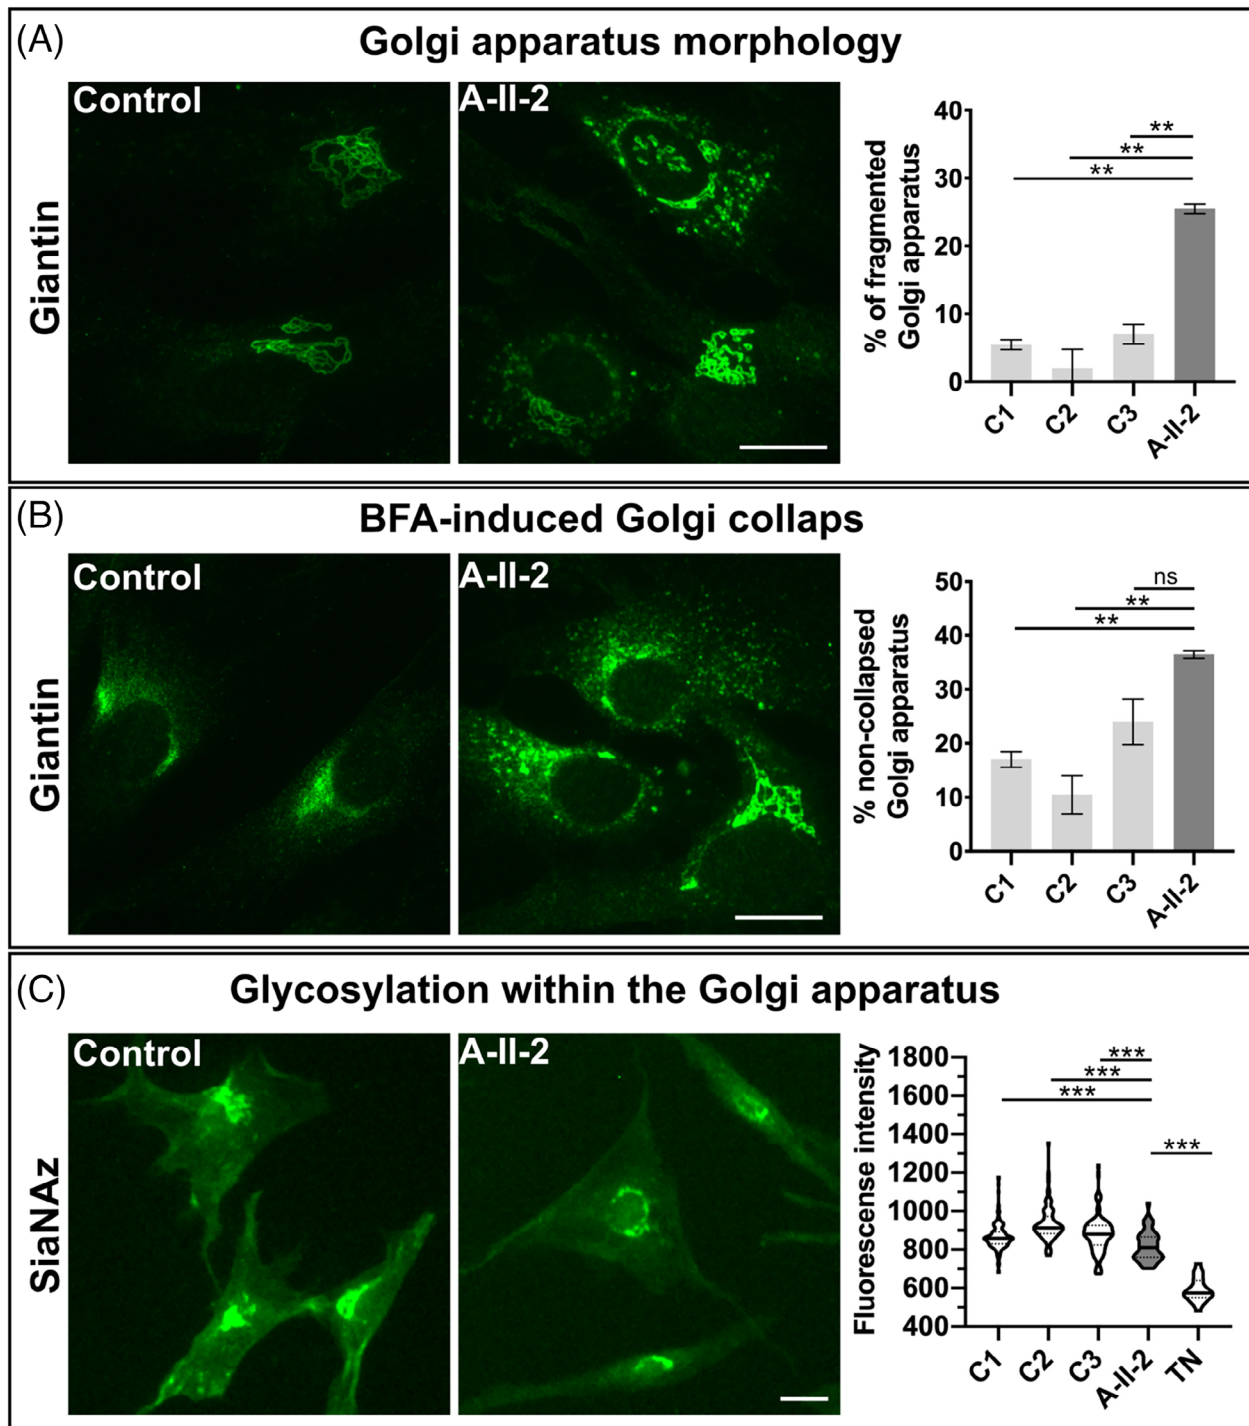 (A)
Golgi apparatus morphology
Control
A-II-2
Giantin
% of fragmented
Golgi apparatus
40
30
20
10
0
**
**
**
C1
C2
C3
A-II-2
(B)
BFA-induced Golgi collaps
Control
A-II-2
Giantin
% non-collapsed
Golgi apparatus
50
40
30
20
10
0
ns
**
**
C1
C2
C3
A-II-2
(C)
Glycosylation within the Golgi apparatus
Control
A-II-2
SiaNAz
Fluorescense intensity
1800
1600
1400
1200
1000
800
600
400
***
***
***
***
C1
C2
C3
A-II-2
TN